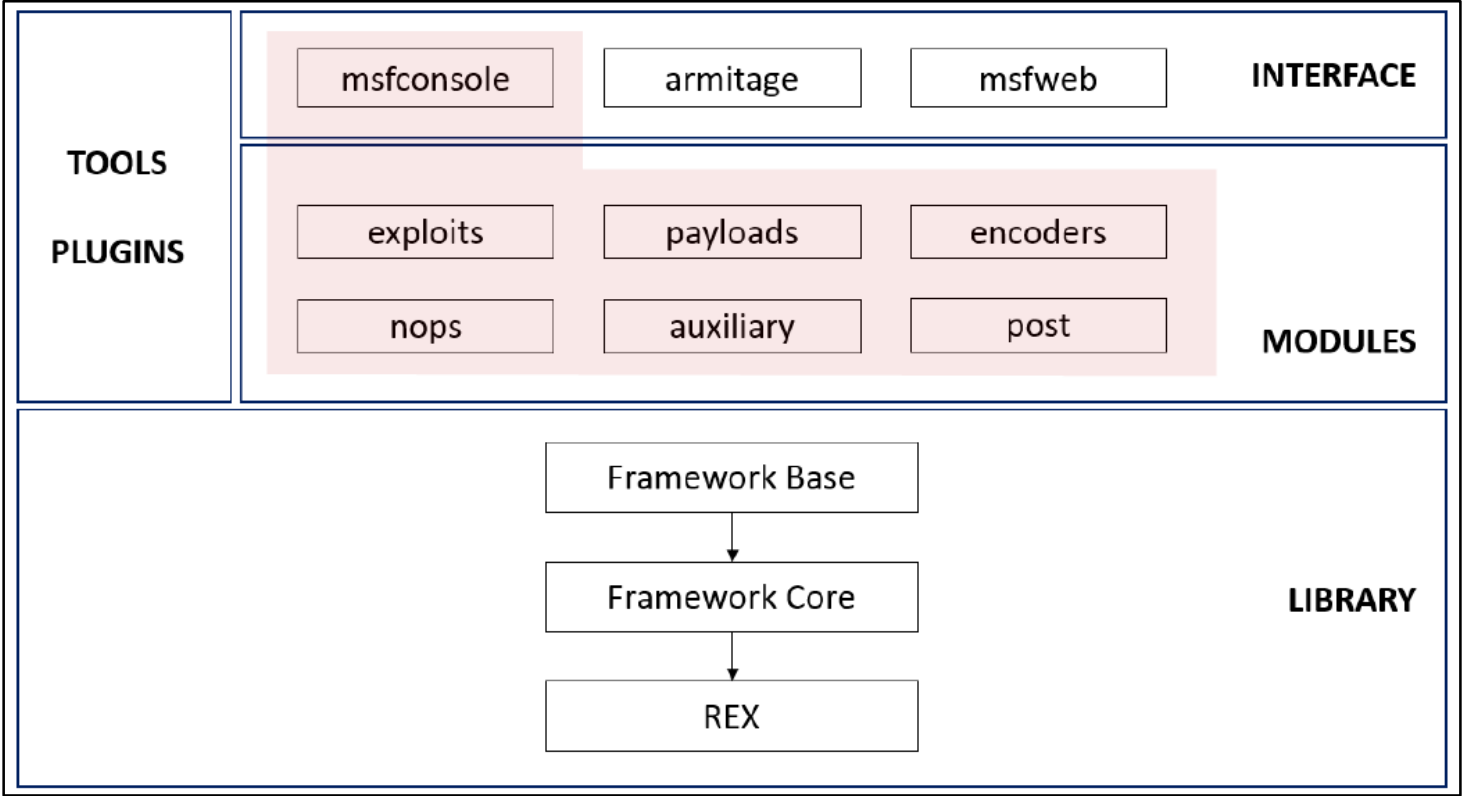 TOOLS
PLUGINS
msfconsole
armitage
msfweb
INTERFACE
exploits
payloads
encoders
nops
auxiliary
post
MODULES
Framework Base
Framework Core
REX
LIBRARY